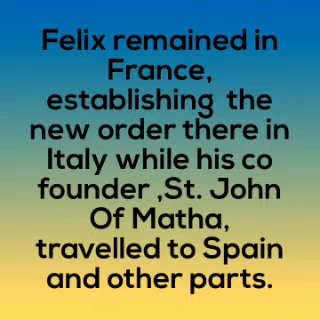 Felix remained in
France,
establishing  the
new order there in
Italy while his co
founder ,St. John
Of Matha,
travelled to Spain
and other parts.